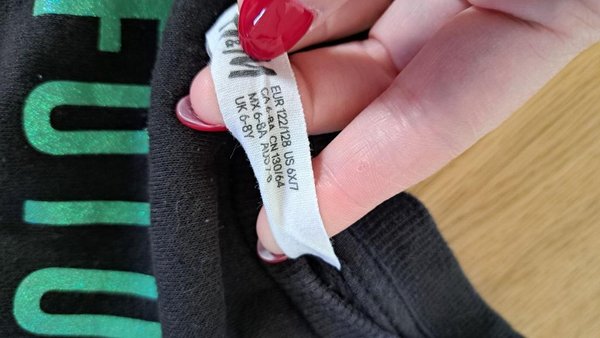 H&M
EUR 122/128 US 6X/7
CA 6-8A CN 130/64
MX 6-8A AUS 7-8
UK 6-8Y
FUTU